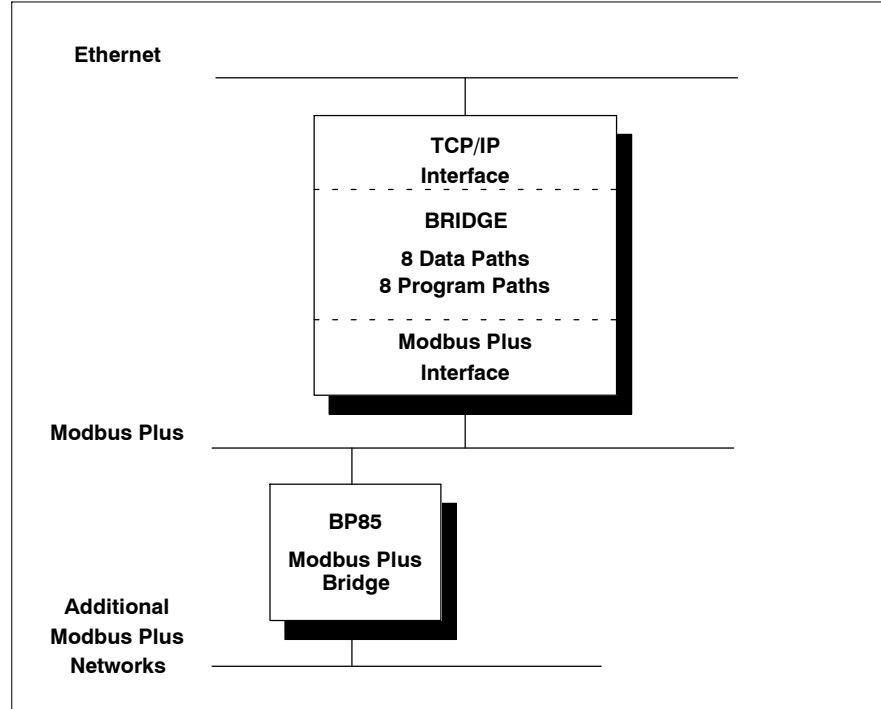 Ethernet
TCP/IP
Interface
BRIDGE
8 Data Paths
8 Program Paths
Modbus Plus
Interface
Modbus Plus
BP85
Modbus Plus
Bridge
Additional
Modbus Plus
Networks